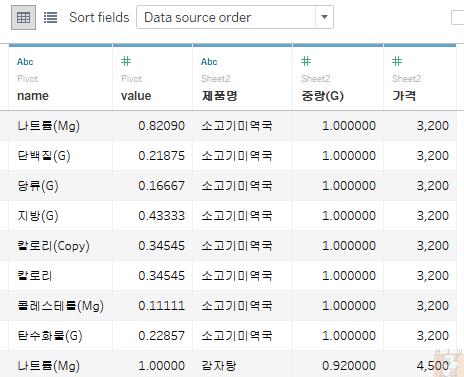 Sort fields Data source order
Abc # Abc # #
Pivot Pivot Sheet2 Sheet2 Sheet2
name value 제품명 중량(G) 가격
나트륨(Mg) 0.82090 소고기미역국 1.000000 3,200
단백질(G) 0.21875 소고기미역국 1.000000 3,200
당류(G) 0.16667 소고기미역국 1.000000 3,200
지방(G) 0.43333 소고기미역국 1.000000 3,200
칼로리(Copy) 0.34545 소고기미역국 1.000000 3,200
칼로리 0.34545 소고기미역국 1.000000 3,200
콜레스테롤(Mg) 0.11111 소고기미역국 1.000000 3,200
탄수화물(G) 0.22857 소고기미역국 1.000000 3,200
나트륨(Mg) 1.00000 감자탕 0.920000 4,500